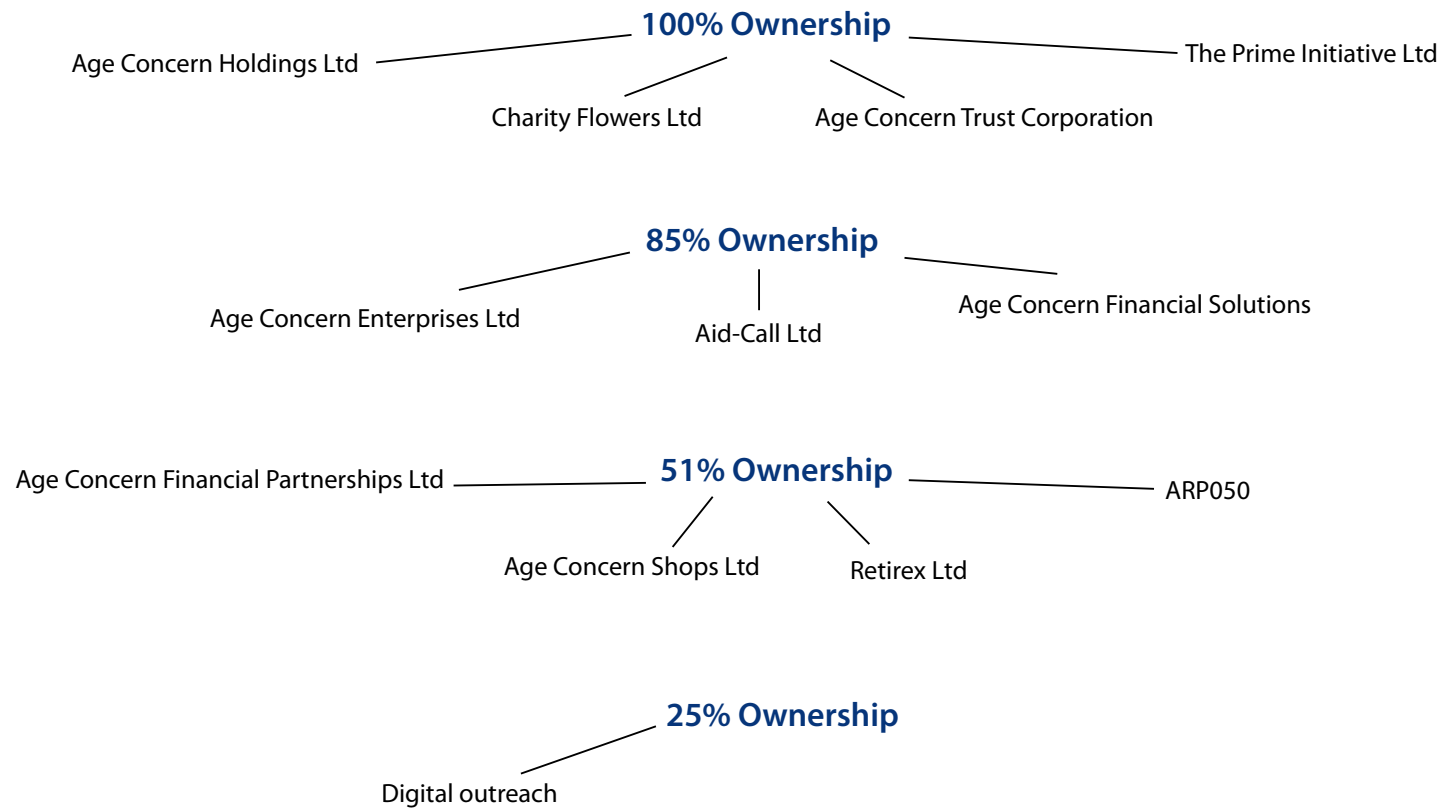 100% Ownership
Age Concern Holdings Ltd
The Prime Initiative Ltd
Charity Flowers Ltd
Age Concern Trust Corporation
85% Ownership
Age Concern Enterprises Ltd
Aid-Call Ltd
Age Concern Financial Solutions
51% Ownership
Age Concern Financial Partnerships Ltd
ARP050
Age Concern Shops Ltd
Retirex Ltd
25% Ownership
Digital outreach